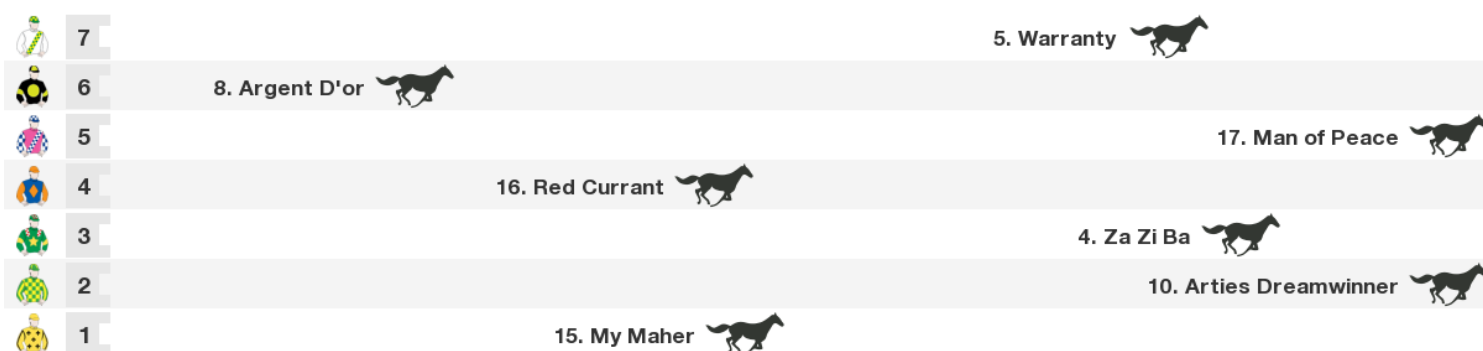 7 5. Warranty
6 8. Argent D'or
5 17. Man of Peace
4 16. Red Currant
3 4. Za Zi Ba
2 10. Arties Dreamwinner
1 15. My Maher